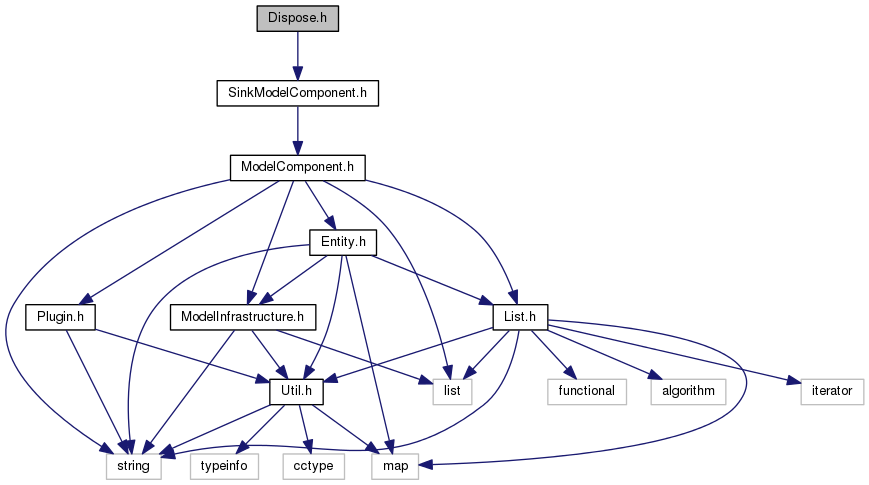 Dispose.h
SinkModelComponent.h
ModelComponent.h
Entity.h
Plugin.h
ModelInfrastructure.h
List.h
Util.h
list
functional
algorithm
iterator
string
typeinfo
cctype
map